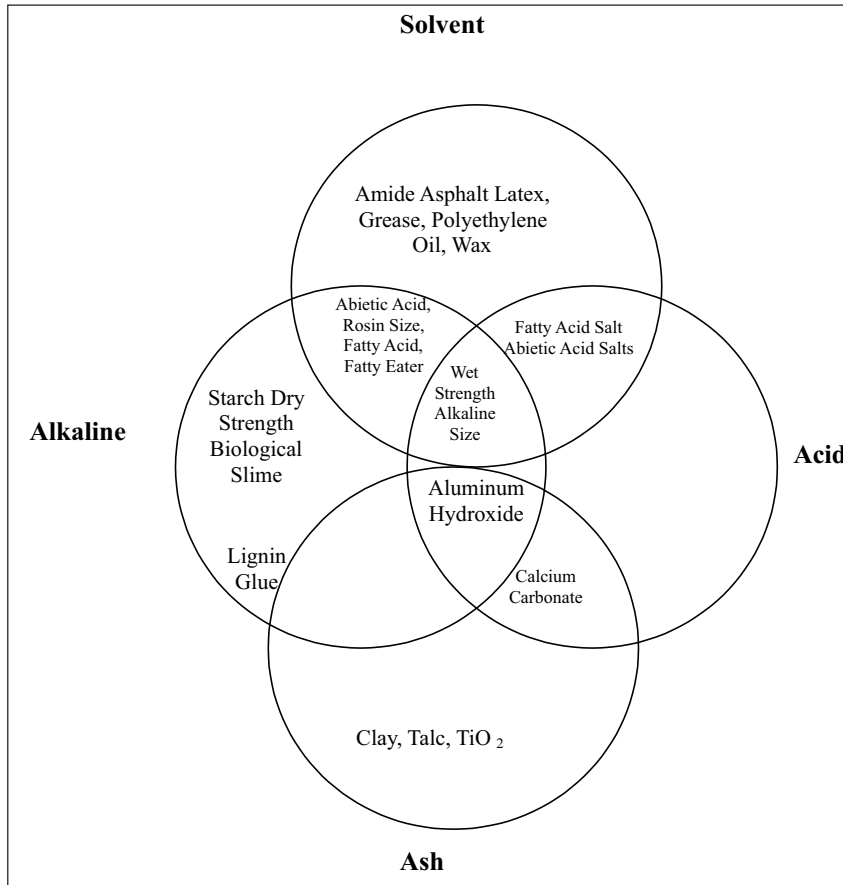 Solvent
Amide Asphalt Latex,
Grease, Polyethylene
Oil, Wax
Abietic Acid,
Rosin Size,
Fatty Acid,
Fatty Eater
Fatty Acid Salt
Abietic Acid Salts
Wet
Strength
Alkaline
Size
Starch Dry
Strength
Biological
Slime
Alkaline
Acid
Aluminum
Hydroxide
Lignin
Glue
Calcium
Carbonate
Clay, Talc, TiO 2
Ash